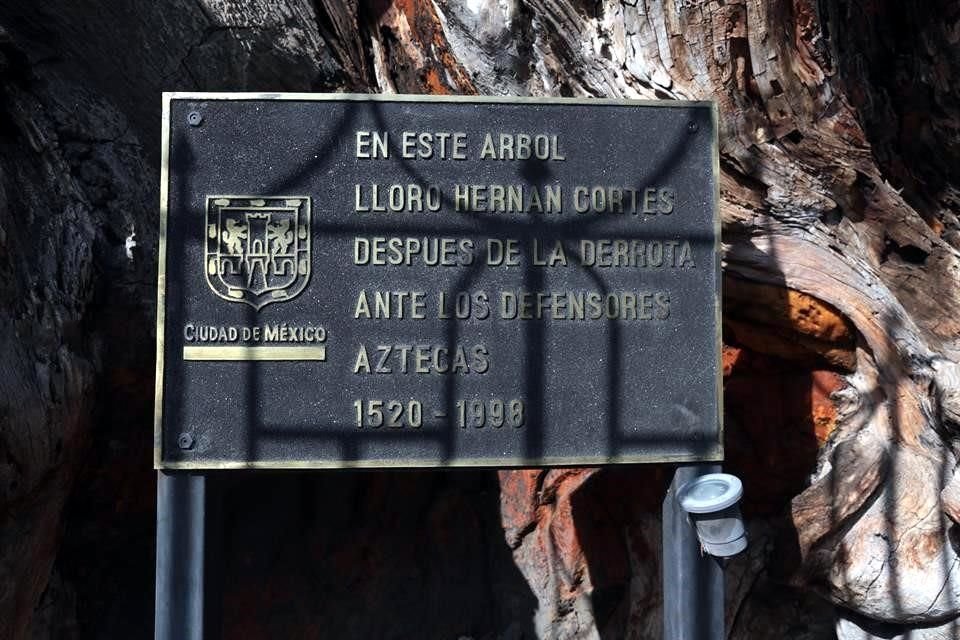 EN ESTE ARBOL
LLORO HERNAN CORTES
DESPUES DE LA DERROTA
ANTE LOS DEFENSORES
AZTECAS
1520 - 1998
CIUDAD DE MÉXICO